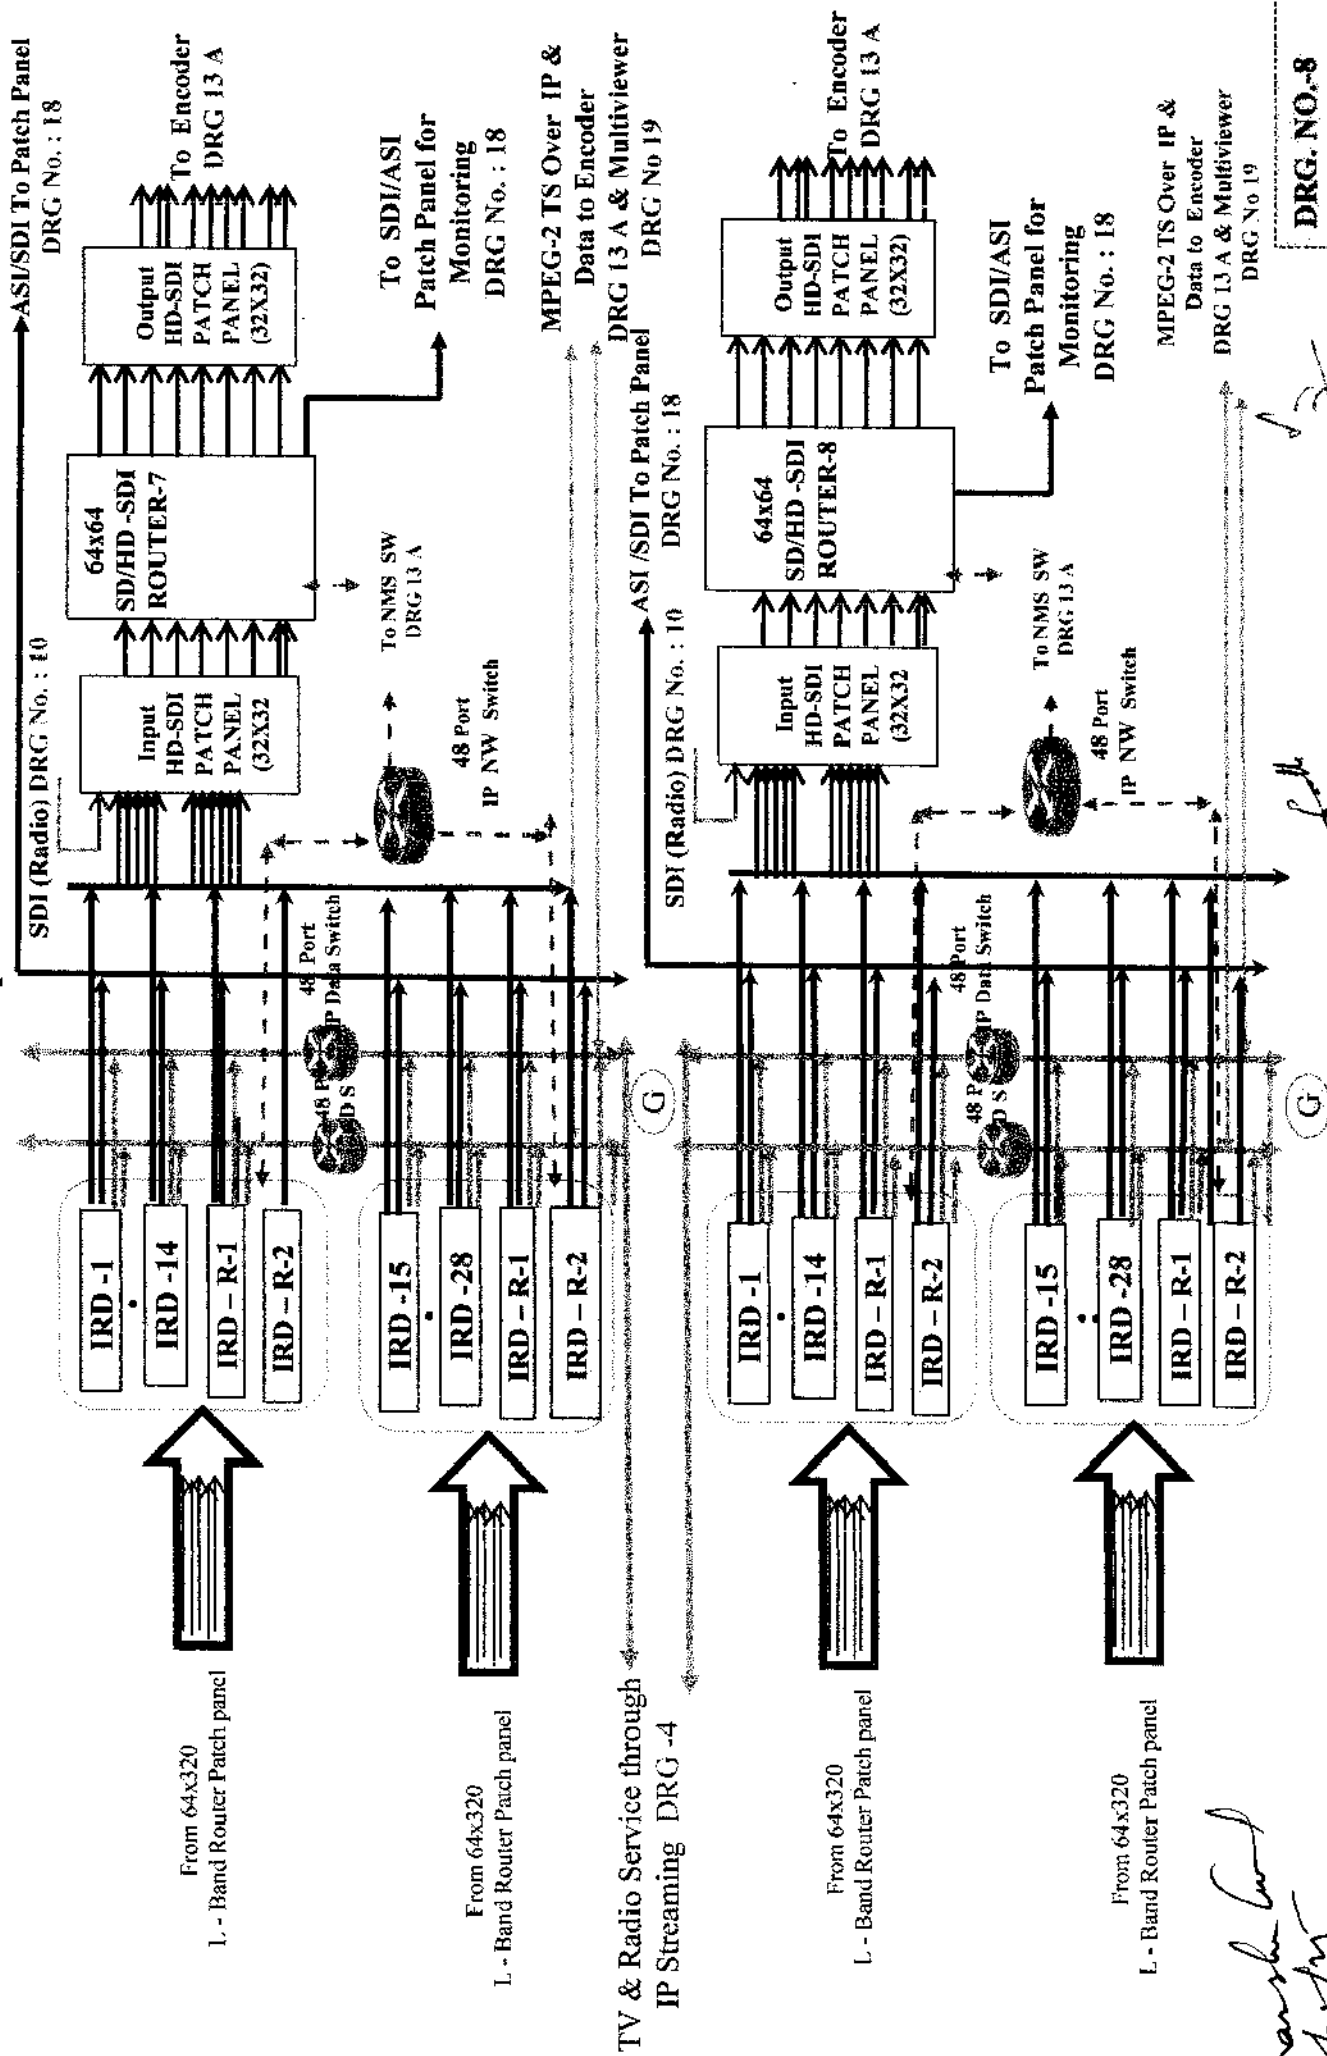 ASI/SDI To Patch Panel
DRG No. : 18
SDI (Radio) DRG No. : 10
From 64x320
L - Band Router Patch panel
IRD -1
IRD -14
IRD – R-1
IRD – R-2
48 Port
IP Data Switch
48 P
D S
Input
HD-SDI
PATCH
PANEL
(32X32)
64x64
SD/HD -SDI
ROUTER-7
Output
HD-SDI
PATCH
PANEL
(32X32)
To Encoder
DRG 13 A
To NMS SW
DRG 13 A
48 Port
IP NW Switch
To SDI/ASI
Patch Panel for
Monitoring
DRG No. : 18
From 64x320
L - Band Router Patch panel
IRD -15
IRD -28
IRD – R-1
IRD – R-2
MPEG-2 TS Over IP &
Data to Encoder
DRG 13 A & Multiviewer
DRG No 19
TV & Radio Service through
IP Streaming DRG -4
G
ASI /SDI To Patch Panel
DRG No. : 18
SDI (Radio) DRG No. : 10
From 64x320
L - Band Router Patch panel
IRD -1
IRD -14
IRD – R-1
IRD – R-2
48 Port
IP Data Switch
48 P
D S
Input
HD-SDI
PATCH
PANEL
(32X32
64x64
SD/HD -SDI
ROUTER-8
Output
HD-SDI
PATCH
PANEL
(32X32)
To Encoder
DRG 13 A
To NMS SW
DRG 13 A
48 Port
IP NW Switch
To SDI/ASI
Patch Panel for
Monitoring
DRG No. : 18
From 64x320
L - Band Router Patch panel
IRD -15
IRD -28
IRD – R-1
IRD – R-2
MPEG-2 TS Over IP &
Data to Encoder
DRG 13 A & Multiviewer
DRG No 19
G
DRG. NO.-8